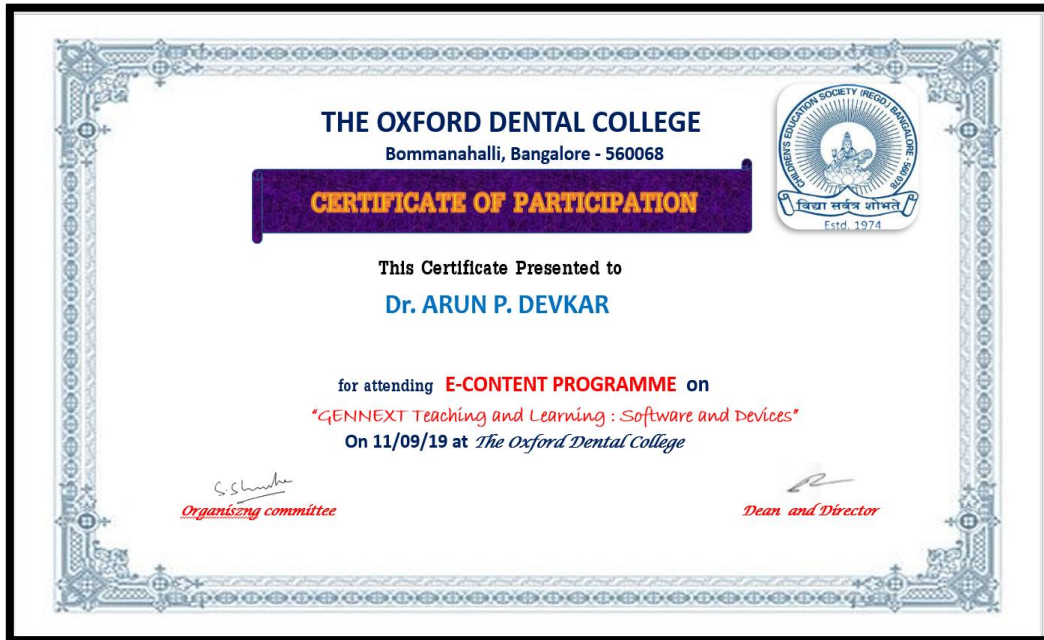 THE OXFORD DENTAL COLLEGE
Bommanahalli, Bangalore - 560068
CHILDREN'S EDUCATION SOCIETY (REGD.) BANGALORE - 560 078
विद्या सर्वत्र शोभते
Estd. 1974
CERTIFICATE OF PARTICIPATION
This Certificate Presented to
Dr. ARUN P. DEVKAR
for attending E-CONTENT PROGRAMME on
"GENNEXT Teaching and Learning : Software and Devices"
On 11/09/19 at The Oxford Dental College
Organiszng committee
Dean and Director